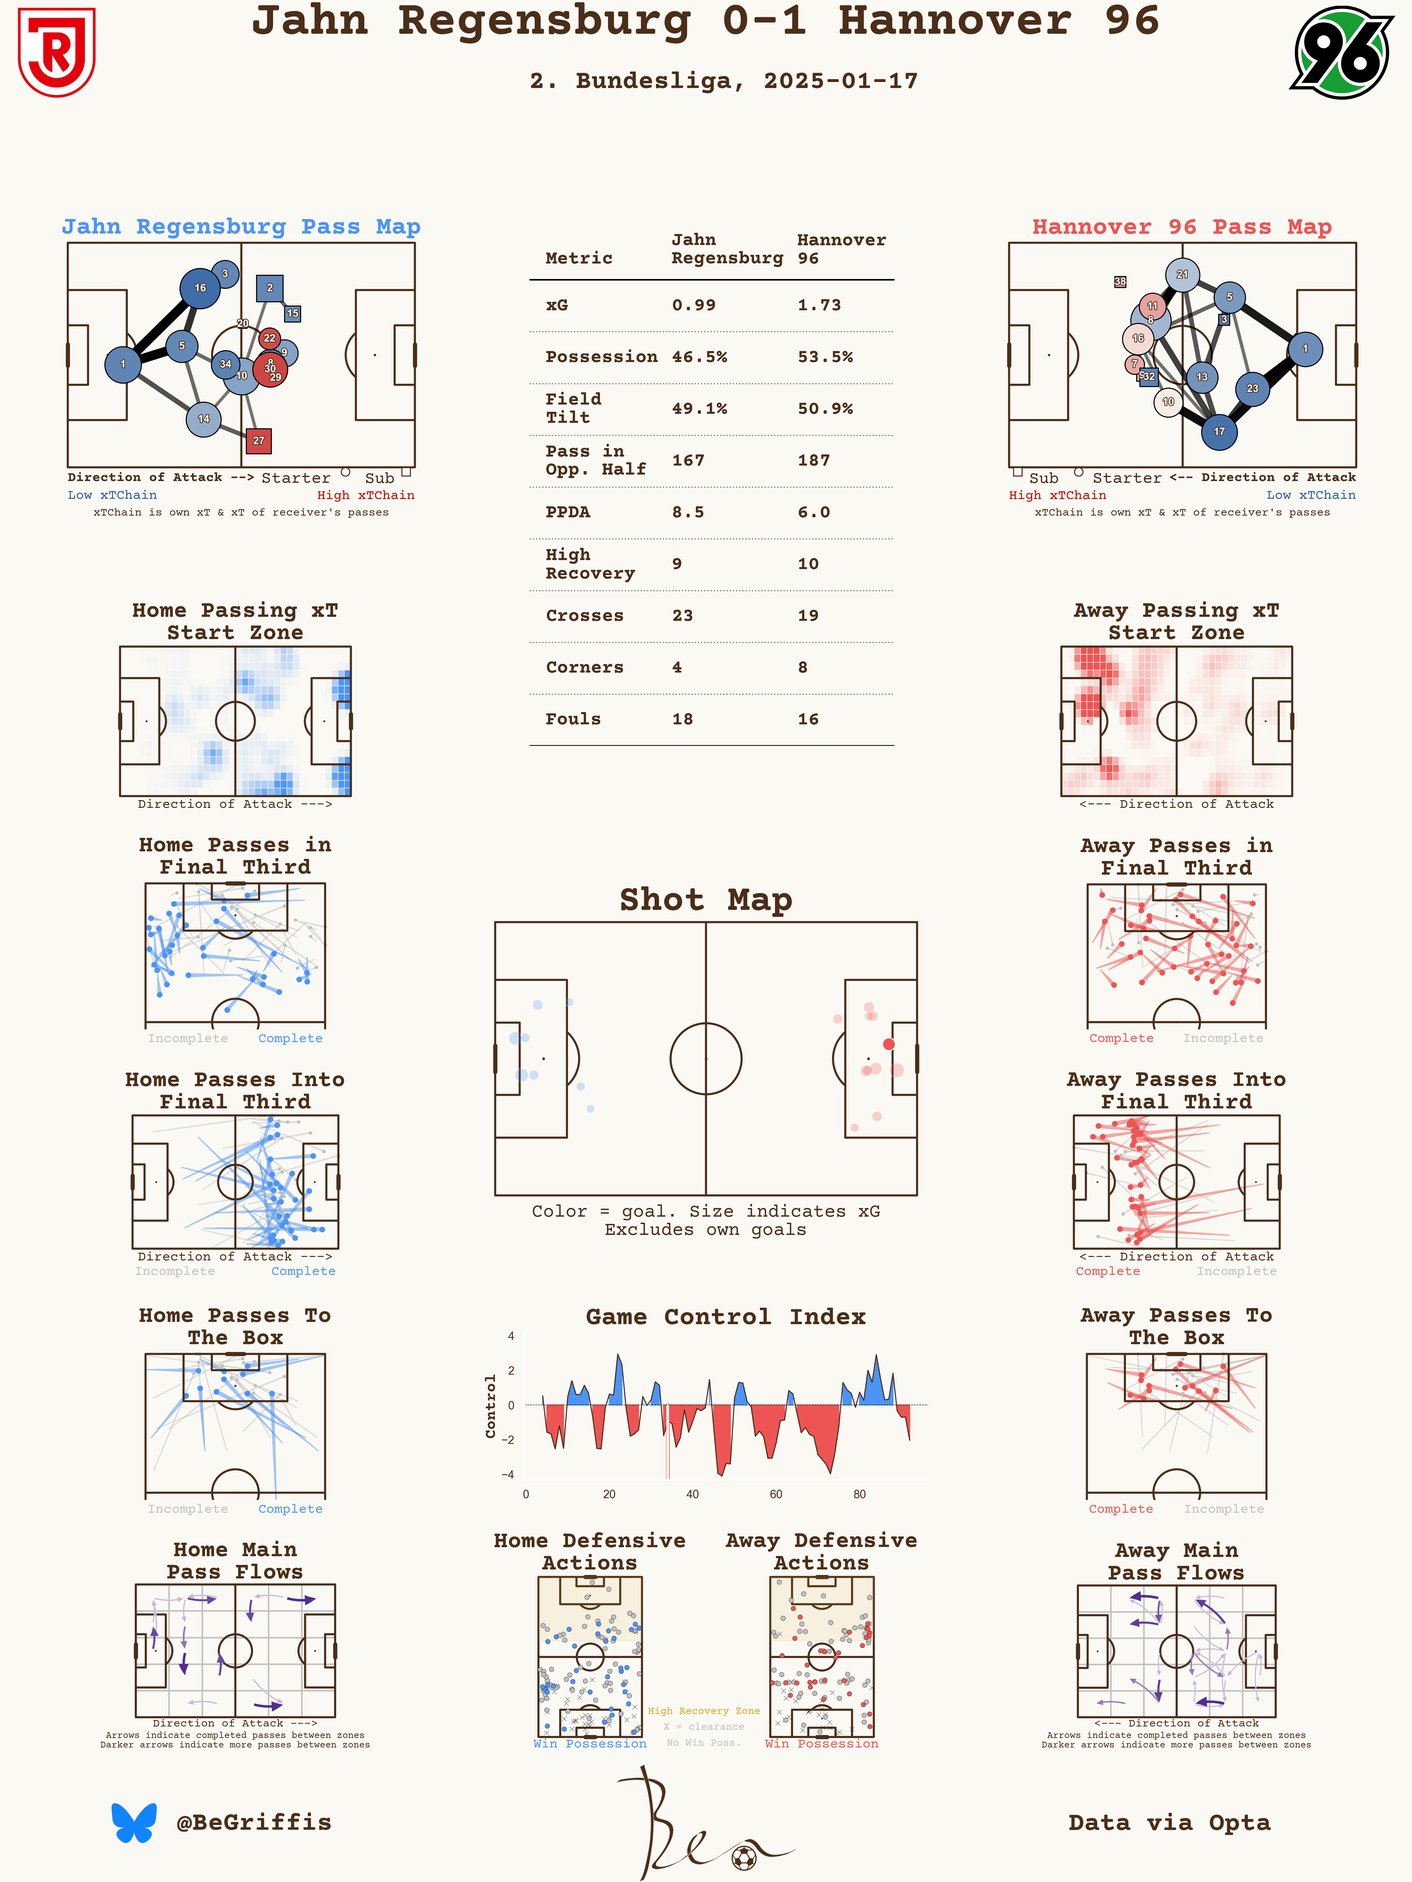 Jahn Regensburg 0-1 Hannover 96
2. Bundesliga, 2025-01-17
R
96
Jahn Regensburg Pass Map
3
16
2
15
20
22
5
9
1
34
8
30
10
29
14
27
Direction of Attack --> Starter Sub
Low xTChain High xTChain
xTChain is own xT & xT of receiver's passes
Metric Jahn Regensburg Hannover 96
xG 0.99 1.73
Possession 46.5% 53.5%
Field Tilt 49.1% 50.9%
Pass in Opp. Half 167 187
PPDA 8.5 6.0
High Recovery 9 10
Crosses 23 19
Corners 4 8
Fouls 18 16
Hannover 96 Pass Map
38
21
5
11
8
3
16
1
7
32
13
23
10
17
Sub Starter <-- Direction of Attack
High xTChain Low xTChain
xTChain is own xT & xT of receiver's passes
Home Passing xT
Start Zone
Direction of Attack --->
Away Passing xT
Start Zone
<--- Direction of Attack
Home Passes in
Final Third
Incomplete Complete
Away Passes in
Final Third
Complete Incomplete
Shot Map
Color = goal. Size indicates xG
Excludes own goals
Home Passes Into
Final Third
Direction of Attack --->
Incomplete Complete
Away Passes Into
Final Third
<--- Direction of Attack
Complete Incomplete
Home Passes To
The Box
Incomplete Complete
Game Control Index
Control
4
2
0
−2
−4
0 20 40 60 80
Away Passes To
The Box
Complete Incomplete
Home Main
Pass Flows
Direction of Attack --->
Arrows indicate completed passes between zones
Darker arrows indicate more passes between zones
Home Defensive
Actions
Win Possession
High Recovery Zone
X = clearance
No Win Poss.
Away Defensive
Actions
Win Possession
Away Main
Pass Flows
<--- Direction of Attack
Arrows indicate completed passes between zones
Darker arrows indicate more passes between zones
@BeGriffis
Ben
Data via Opta